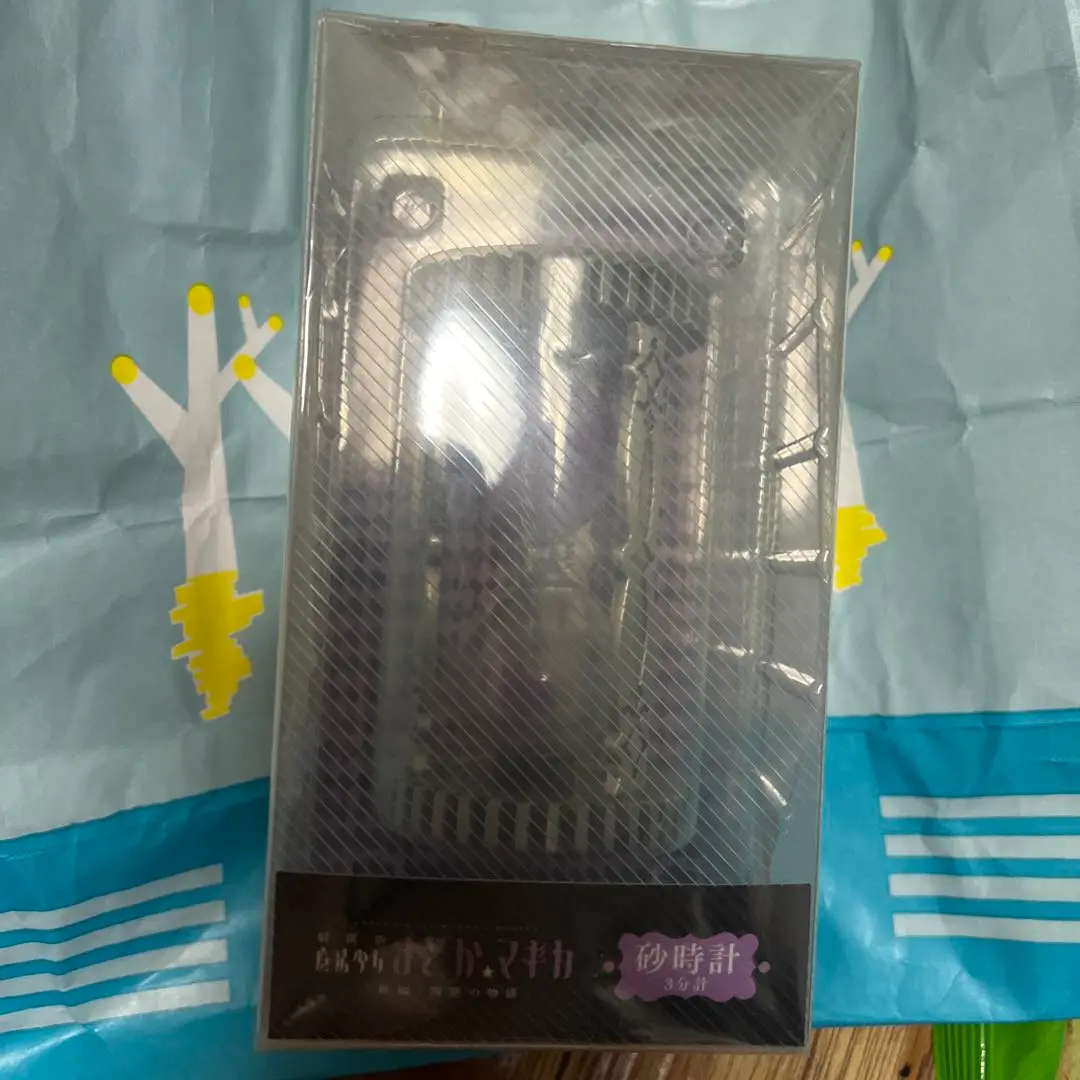 劇場版
魔法少女まどか★マギカ
新編 叛逆の物語
砂時計
3分計